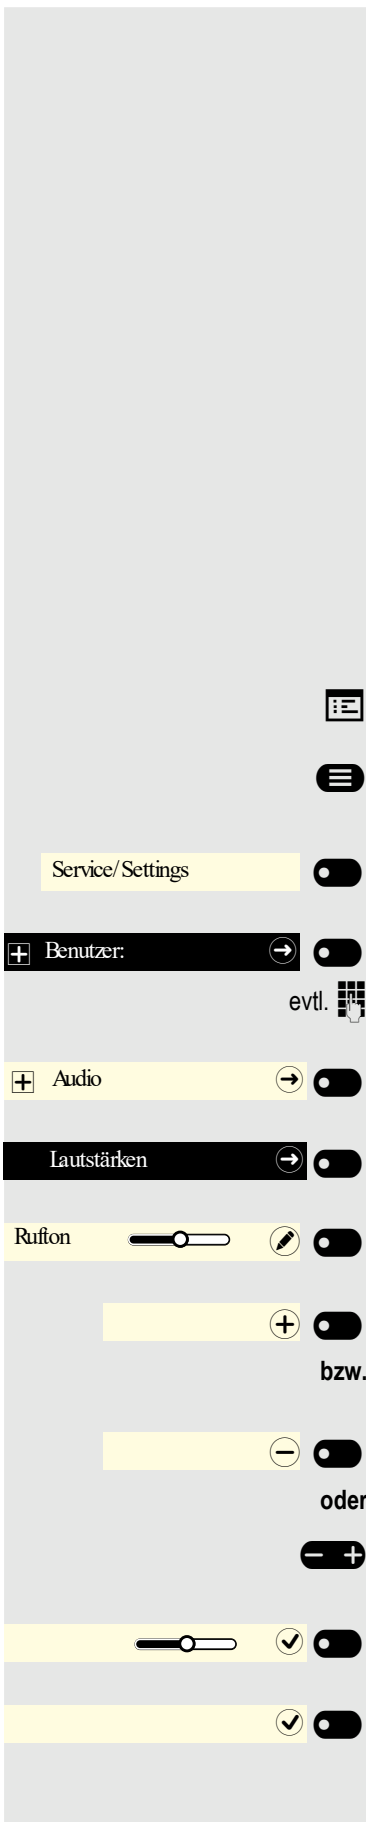 Service/Settings
Benutzer:
evtl.
Audio
Lautstärken
Rufton
bzw.
oder